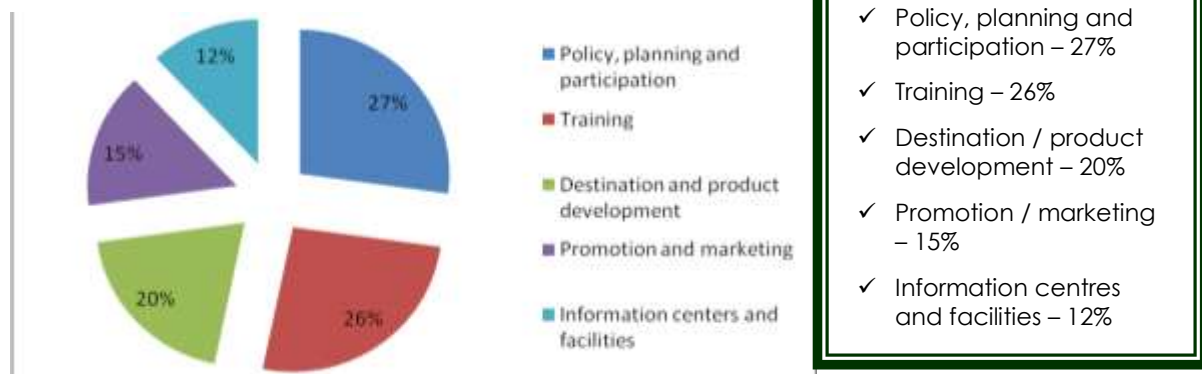 12%
27%
15%
20%
26%
Policy, planning and
participation
Training
Destination and product
development
Promotion and marketing
Information centers and
facilities
✓ Policy, planning and
participation – 27%
✓ Training – 26%
✓ Destination / product
development – 20%
✓ Promotion / marketing
– 15%
✓ Information centres
and facilities – 12%